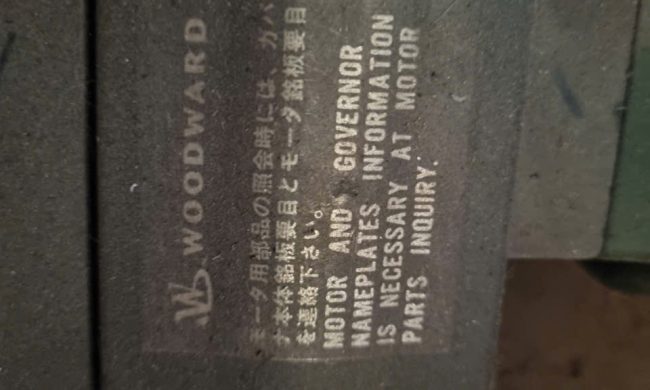 WOODWARD
モータ用部品の照会時には、ガバ
ナ本体銘板要目とモータ銘板要目
を連絡下さい。
MOTOR AND GOVERNOR
NAMEPLATES INFORMATION
IS NECESSARY AT MOTOR
PARTS INQUIRY.